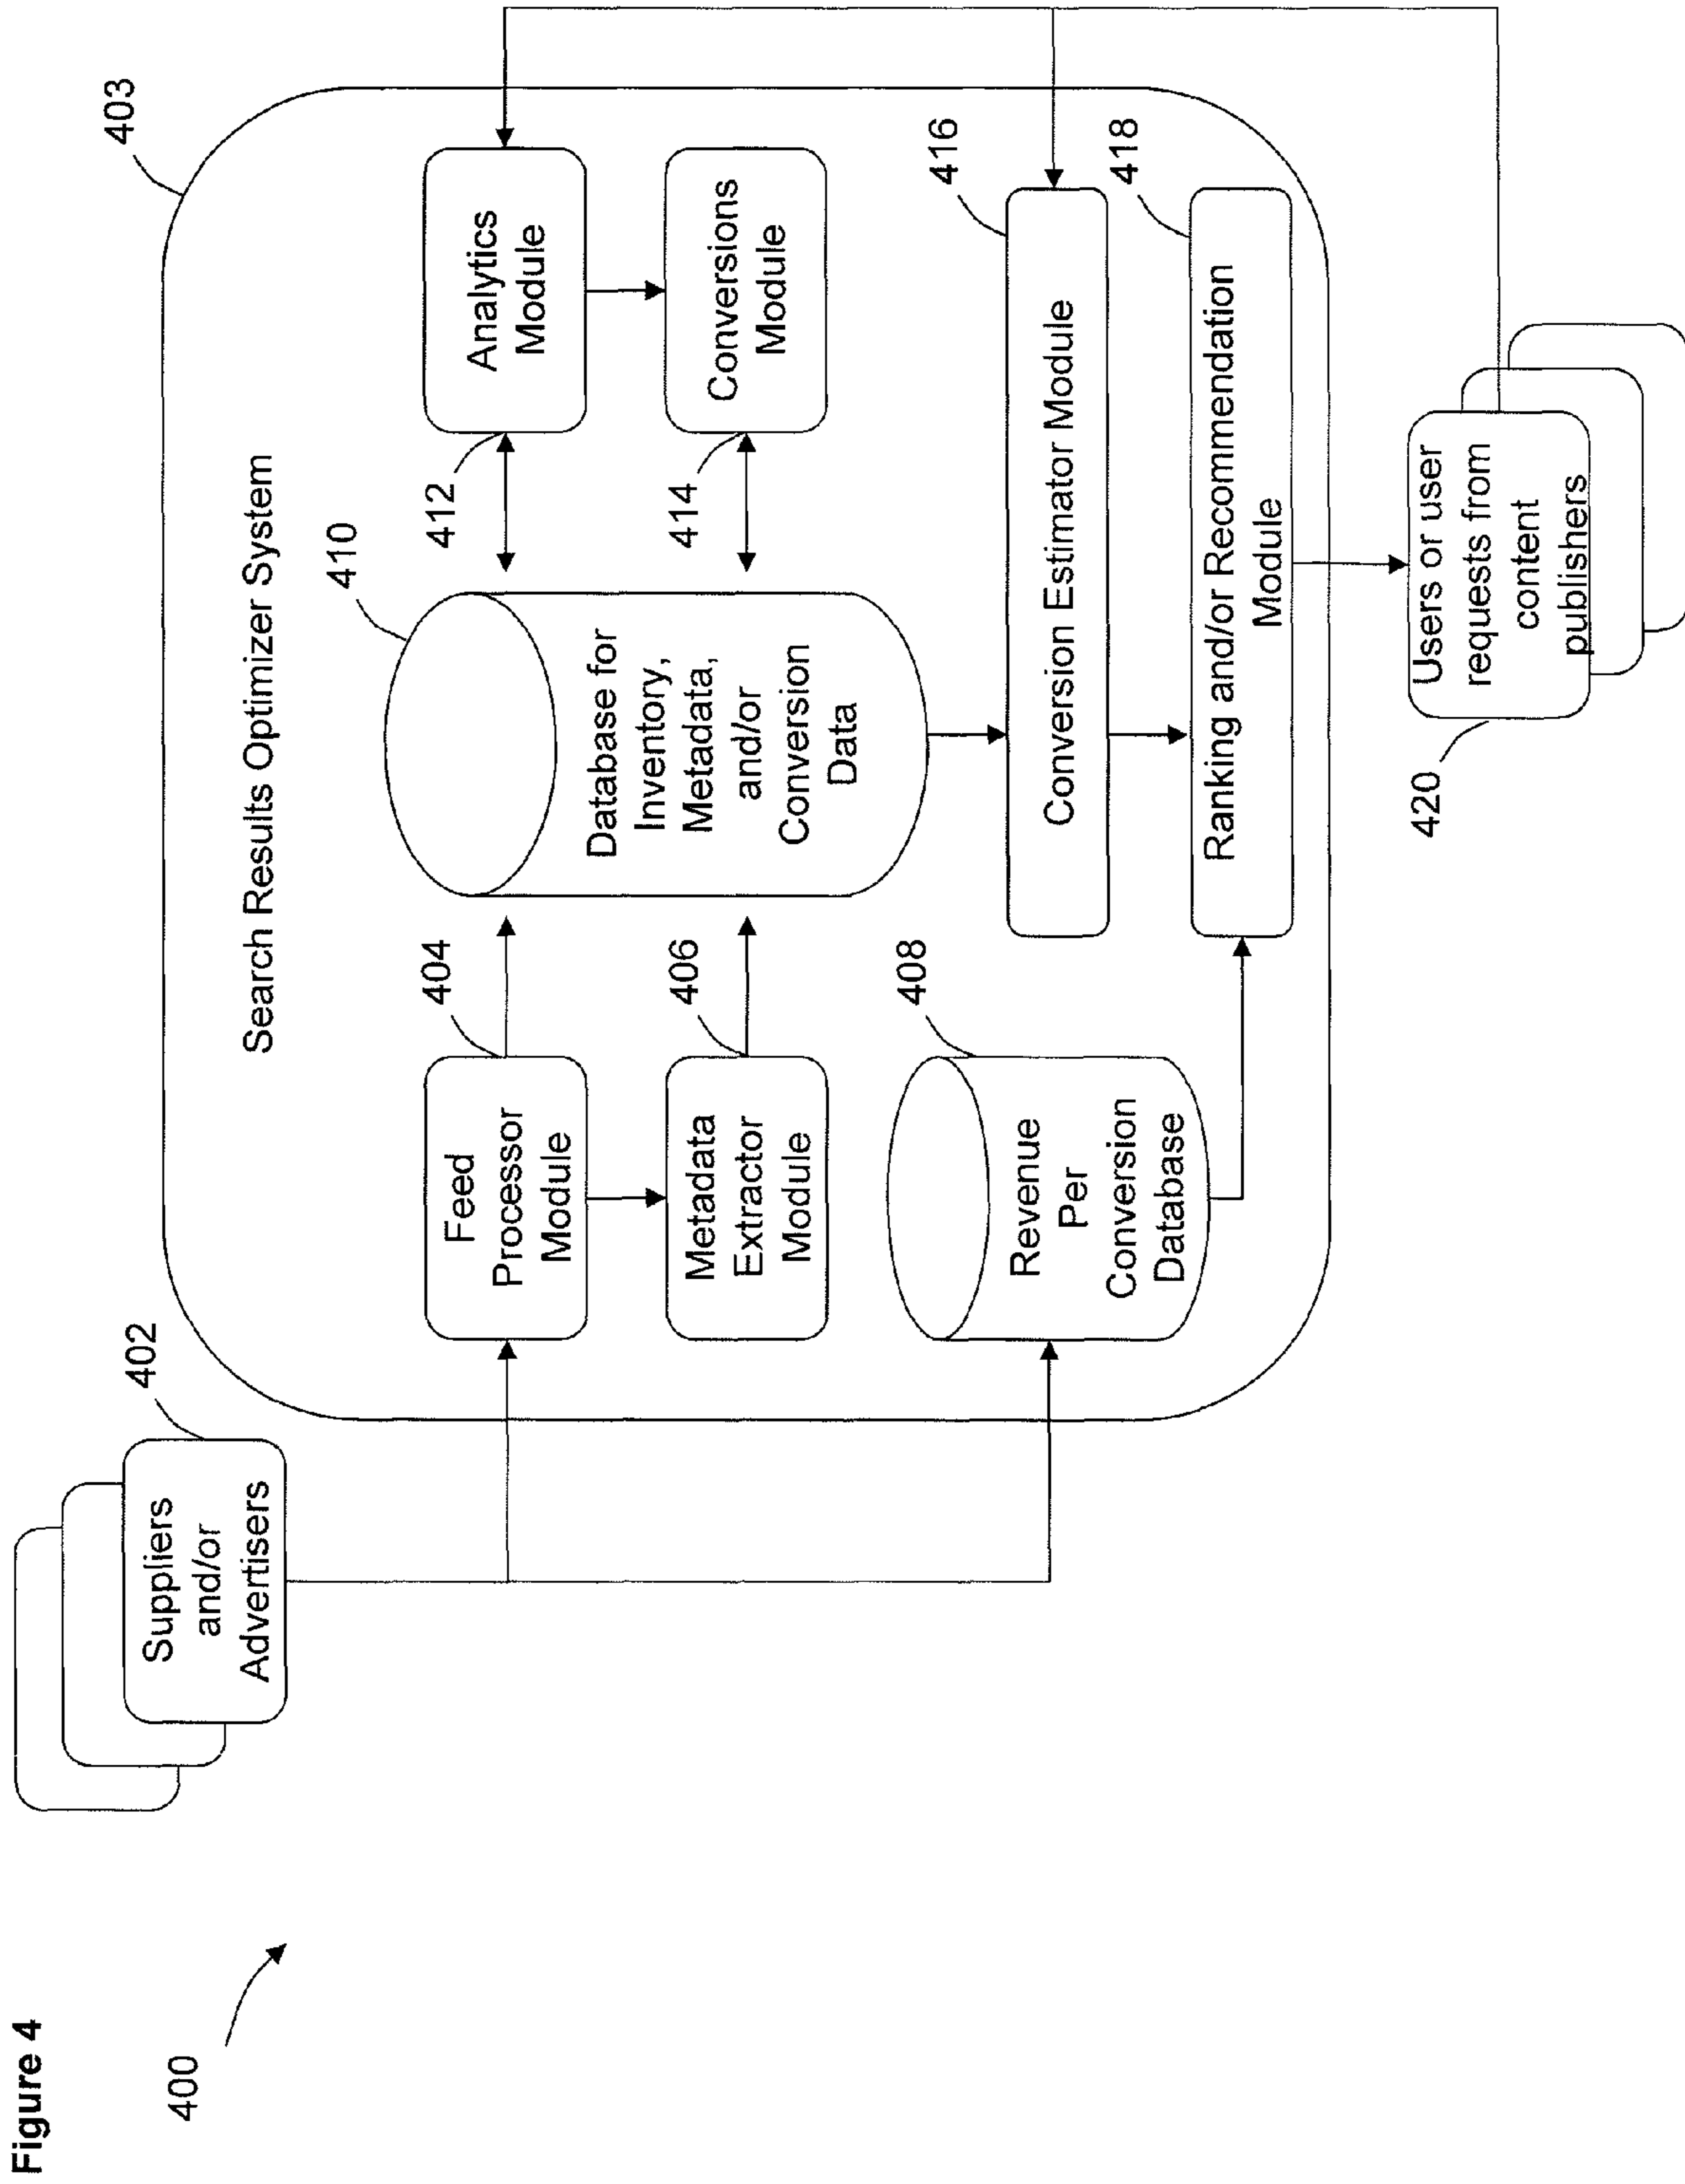 Figure 4
400
Suppliers
and/or
Advertisers
402
403
Search Results Optimizer System
Feed
Processor
Module
404
Metadata
Extractor
Module
406
Revenue
Per
Conversion
Database
408
410
Database for
Inventory,
Metadata,
and/or
Conversion
Data
412
Analytics
Module
414
Conversions
Module
416
Conversion Estimator Module
418
Ranking and/or Recommendation
Module
420
Users or user
requests from
content
publishers